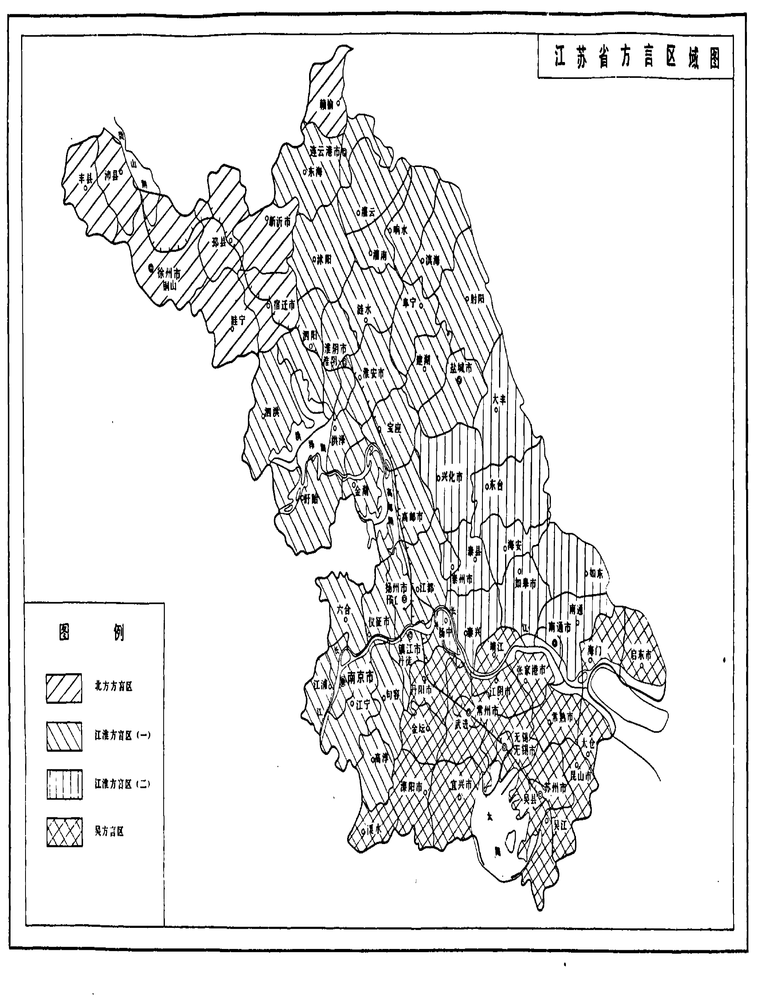 江苏省方言区域图
赣榆
连云港市
东海
丰县
沛县
山
灌云
新沂市
响水
邳县
沭阳
灌南
滨海
徐州市
铜山
射阳
阜宁
宿迁市
涟水
睢宁
泗阳
淮阴市
淮阴
建湖
盐城市
淮安市
大丰
泗洪
宝应
洪泽
兴化市
东台
金湖
盱眙
高邮市
海安
泰县
如东
泰州市
如皋市
扬州市
邗江
江都
六合
仪征市
长
南通
南通市
扬中
泰兴
江
镇江市
丹徒
靖江
海门
启东市
长
张家港市
南京市
江浦
丹阳市
江阴市
句容
江宁
江
常州市
武进
常熟市
金坛
无锡
无锡市
太仓
高淳
昆山市
溧阳市
宜兴市
苏州市
吴县
太
吴江
溧水
湖
图例
北方方言区
江淮方言区（一）
江淮方言区（二）
吴方言区